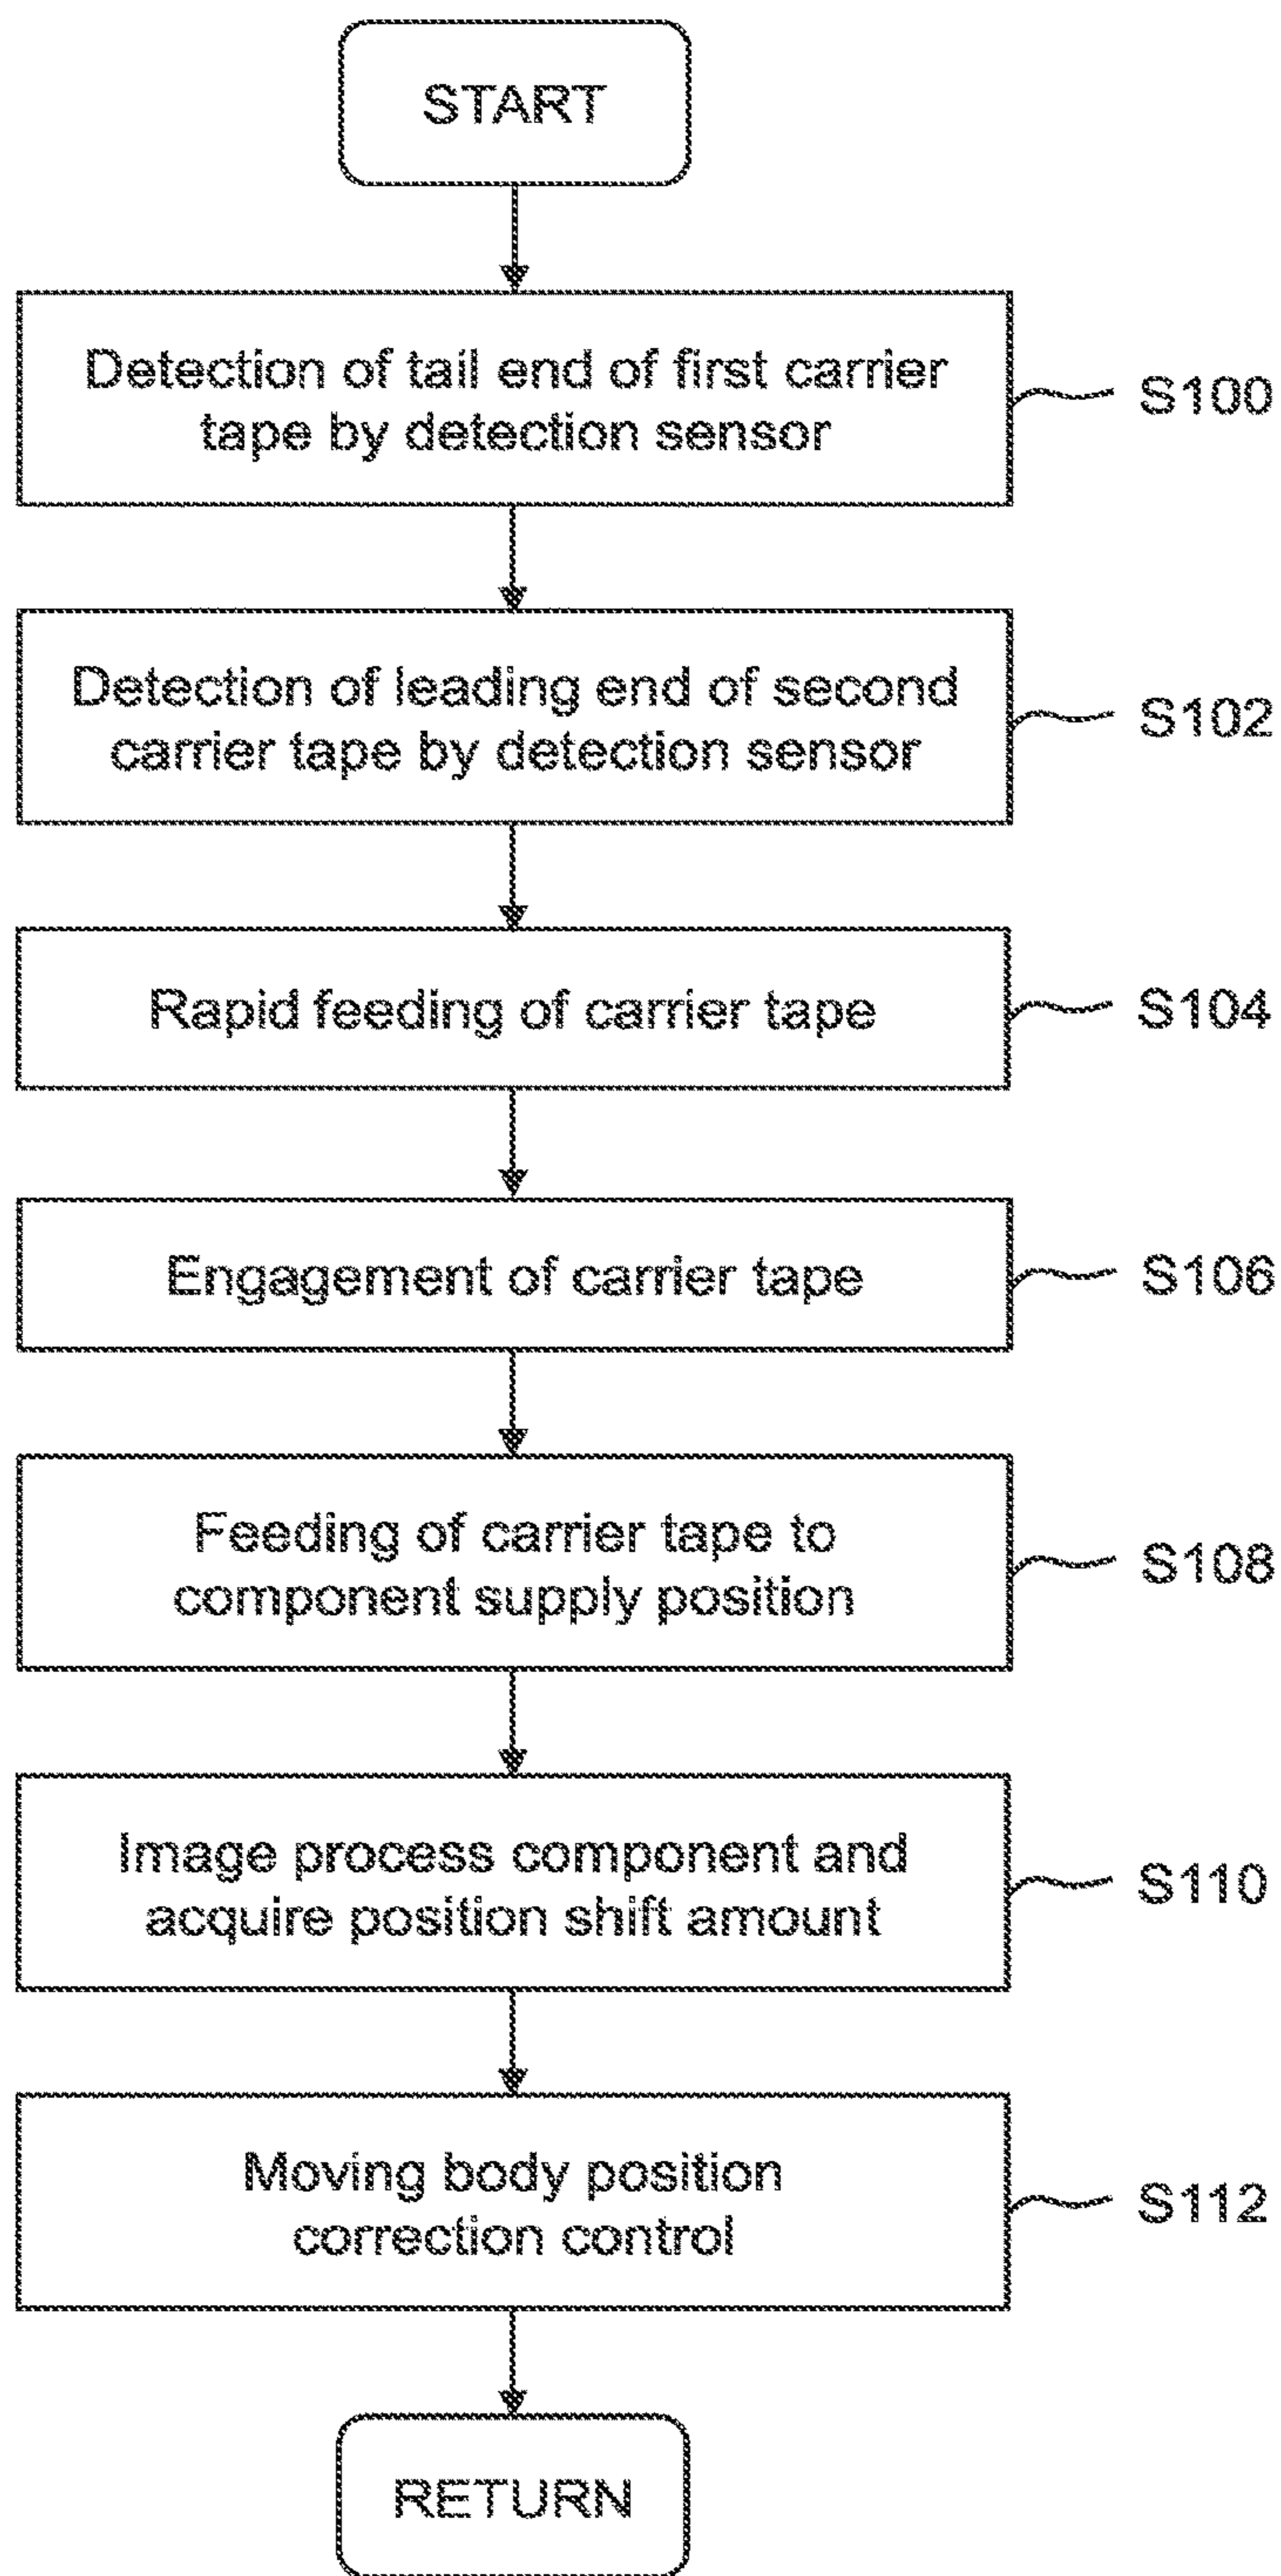 START
Detection of tail end of first carrier
tape by detection sensor
S100
Detection of leading end of second
carrier tape by detection sensor
S102
Rapid feeding of carrier tape
S104
Engagement of carrier tape
S106
Feeding of carrier tape to
component supply position
S108
Image process component and
acquire position shift amount
S110
Moving body position
correction control
S112
RETURN